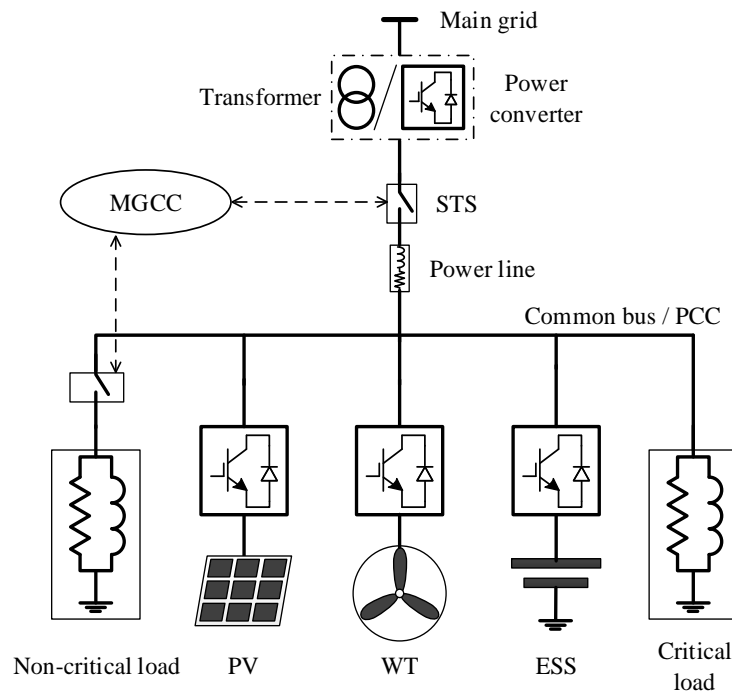 Main grid
Transformer
Power
converter
MGCC
STS
Power line
Common bus / PCC
Non-critical load
PV
WT
ESS
Critical
load